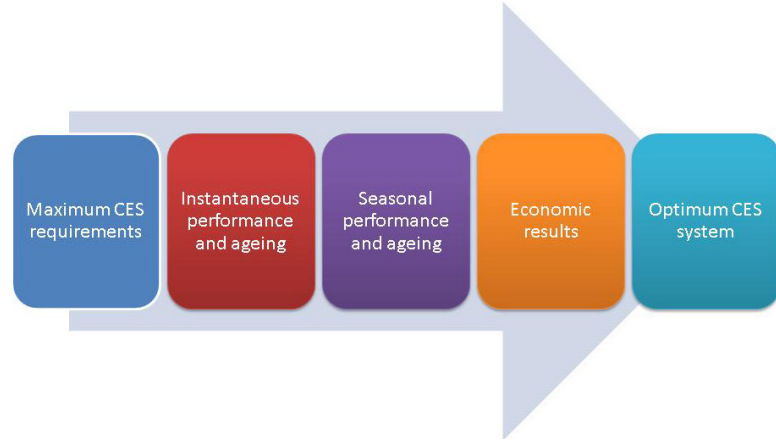 Maximum CES
requirements
Instantaneous
performance
and ageing
Seasonal
performance
and ageing
Economic
results
Optimum CES
system